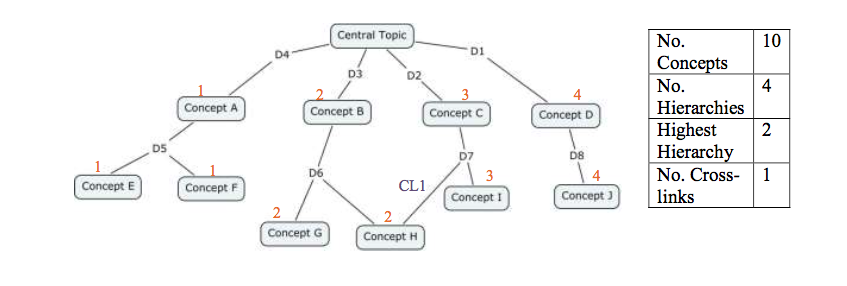 Central Topic
D4
D1
D3
D2
1
Concept A
2
Concept B
3
Concept C
4
Concept D
D5
D6
D7
D8
1
Concept E
1
Concept F
CL1
3
Concept I
4
Concept J
2
Concept G
2
Concept H
No. Concepts 10
No. Hierarchies 4
Highest Hierarchy 2
No. Cross-links 1